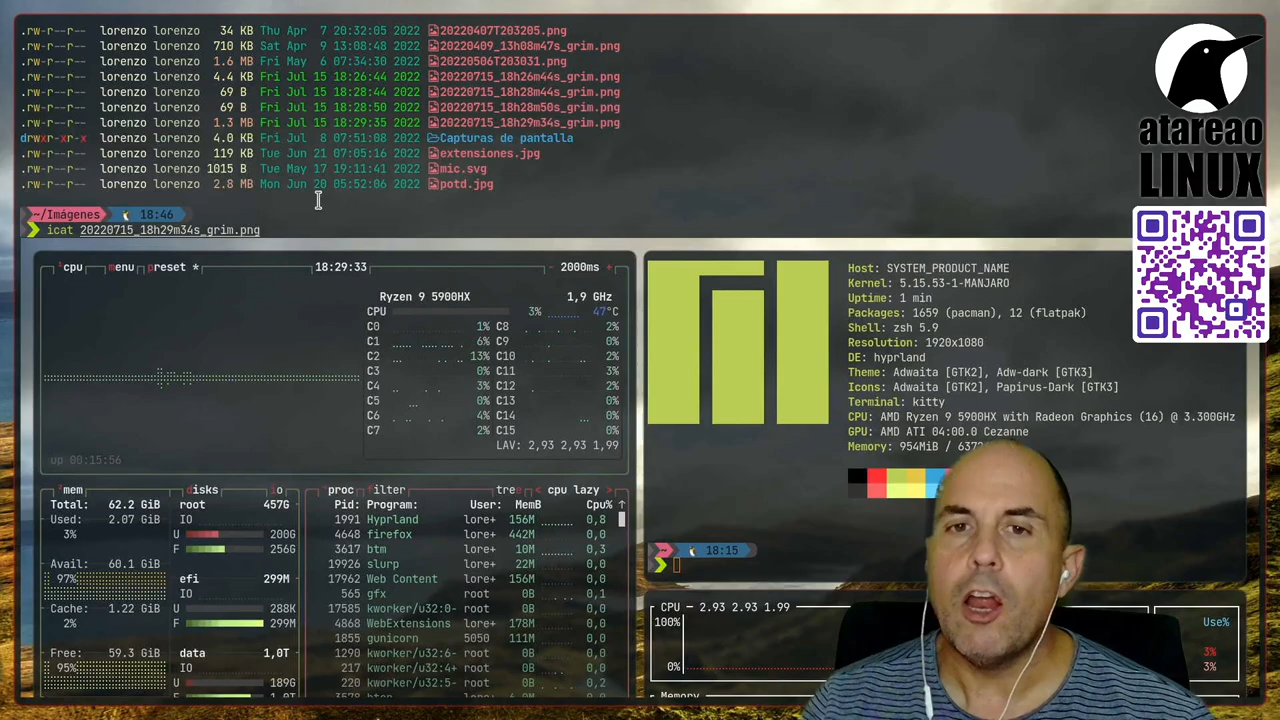 .rw-r--r-- lorenzo lorenzo 34 KB Thu Apr 7 20:32:05 2022 20220407T203205.png
.rw-r--r-- lorenzo lorenzo 710 KB Sat Apr 9 13:08:48 2022 20220409_13h08m47s_grim.png
.rw-r--r-- lorenzo lorenzo 1.6 MB Fri May 6 07:34:30 2022 20220506T203031.png
.rw-r--r-- lorenzo lorenzo 4.4 KB Fri Jul 15 18:26:44 2022 20220715_18h26m44s_grim.png
.rw-r--r-- lorenzo lorenzo 69 B Fri Jul 15 18:28:44 2022 20220715_18h28m44s_grim.png
.rw-r--r-- lorenzo lorenzo 69 B Fri Jul 15 18:28:50 2022 20220715_18h28m50s_grim.png
.rw-r--r-- lorenzo lorenzo 1.3 MB Fri Jul 15 18:29:35 2022 20220715_18h29m34s_grim.png
drwxr-xr-x lorenzo lorenzo 4.0 KB Fri Jul 8 07:51:08 2022 Capturas de pantalla
.rw-r--r-- lorenzo lorenzo 119 KB Tue Jun 21 07:05:16 2022 extensiones.jpg
.rw-r--r-- lorenzo lorenzo 1015 B Tue May 17 19:11:41 2022 mic.svg
.rw-r--r-- lorenzo lorenzo 2.8 MB Mon Jun 20 05:52:06 2022 potd.jpg
atareao
LINUX
~/Imágenes 18:46
icat 20220715_18h29m34s_grim.png
¹cpu menu preset * 18:29:33 - 2000ms +
Ryzen 9 5900HX 1,9 GHz
CPU 3% 47°C
C0 1% C8 2%
C1 6% C9 0%
C2 13% C10 2%
C3 0% C11 3%
C4 3% C12 2%
C5 0% C13 0%
C6 4% C14 0%
C7 2% C15 0%
LAV: 2,93 2,93 1,99
up 00:15:56
Host: SYSTEM_PRODUCT_NAME
Kernel: 5.15.53-1-MANJARO
Uptime: 1 min
Packages: 1659 (pacman), 12 (flatpak)
Shell: zsh 5.9
Resolution: 1920x1080
DE: hyprland
Theme: Adwaita [GTK2], Adw-dark [GTK3]
Icons: Adwaita [GTK2], Papirus-Dark [GTK3]
Terminal: kitty
CPU: AMD Ryzen 9 5900HX with Radeon Graphics (16) @ 3.300GHz
GPU: AMD ATI 04:00.0 Cezanne
Memory: 954MiB /
~ 18:15
²mem disks io
Total: 62.2 GiB root 457G
Used: 2.07 GiB IO
3% U 200G
F 256G
Avail: 60.1 GiB
97% efi 299M
IO
Cache: 1.22 GiB U 288K
2% F 299M
Free: 59.3 GiB data 1,0T
95% IO
U 189G
F 1,0T
proc filter tree < cpu lazy >
Pid: Program: User: MemB Cpu% ↑
1991 Hyprland lore+ 156M 0,8
4648 firefox lore+ 442M 0,2
3617 btm lore+ 10M 0,3
19926 slurp lore+ 22M 0,0
17962 Web Content lore+ 156M 0,0
565 gfx root 0B 0,1
17585 kworker/u32:0- root 0B 0,0
4868 WebExtensions lore+ 178M 0,0
1855 gunicorn 5050 111M 0,0
1290 kworker/u32:6- root 0B 0,0
217 kworker/u32:4+ root 0B 0,0
220 kworker/u32:5- root 0B 0,2
CPU — 2.93 2.93 1.99
100% Use%
3%
0% 3%
Memory